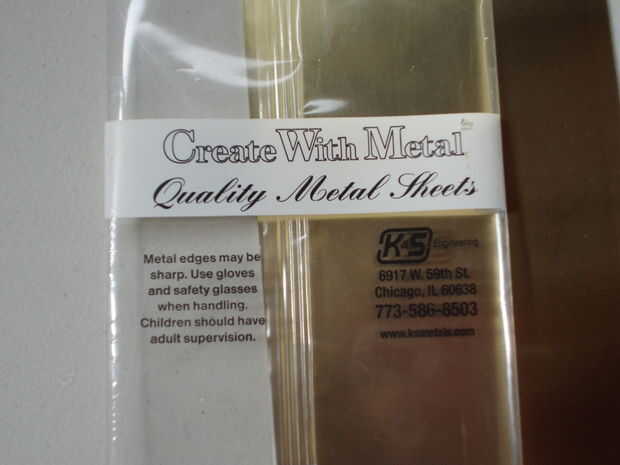 Create With Metal
Quality Metal Sheets
Metal edges may be
sharp. Use gloves
and safety glasses
when handling.
Children should have
adult supervision.
K&S Engineering
6917 W. 59th St.
Chicago, IL 60638
773-586-8503
www.ksmetals.com